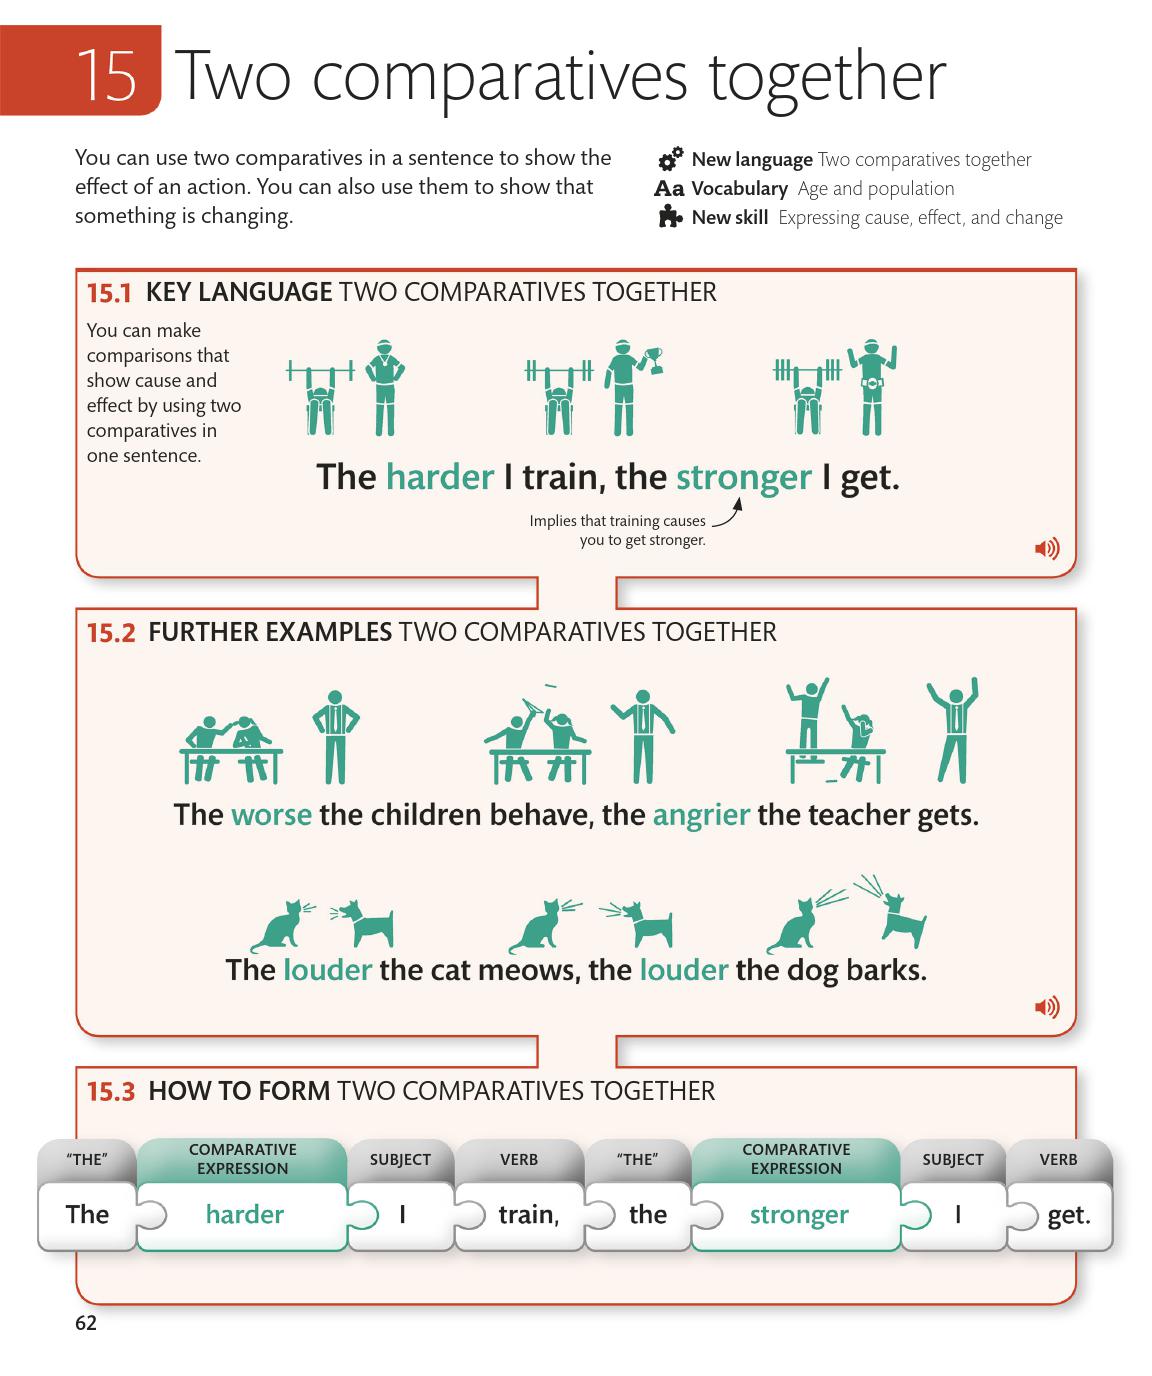 15 Two comparatives together
You can use two comparatives in a sentence to show the
effect of an action. You can also use them to show that
something is changing.
New language Two comparatives together
Aa Vocabulary Age and population
New skill Expressing cause, effect, and change
15.1 KEY LANGUAGE TWO COMPARATIVES TOGETHER
You can make
comparisons that
show cause and
effect by using two
comparatives in
one sentence.
The harder I train, the stronger I get.
Implies that training causes
you to get stronger.
15.2 FURTHER EXAMPLES TWO COMPARATIVES TOGETHER
The worse the children behave, the angrier the teacher gets.
The louder the cat meows, the louder the dog barks.
15.3 HOW TO FORM TWO COMPARATIVES TOGETHER
“THE” COMPARATIVE EXPRESSION SUBJECT VERB “THE” COMPARATIVE EXPRESSION SUBJECT VERB
The harder I train, the stronger I get.
62